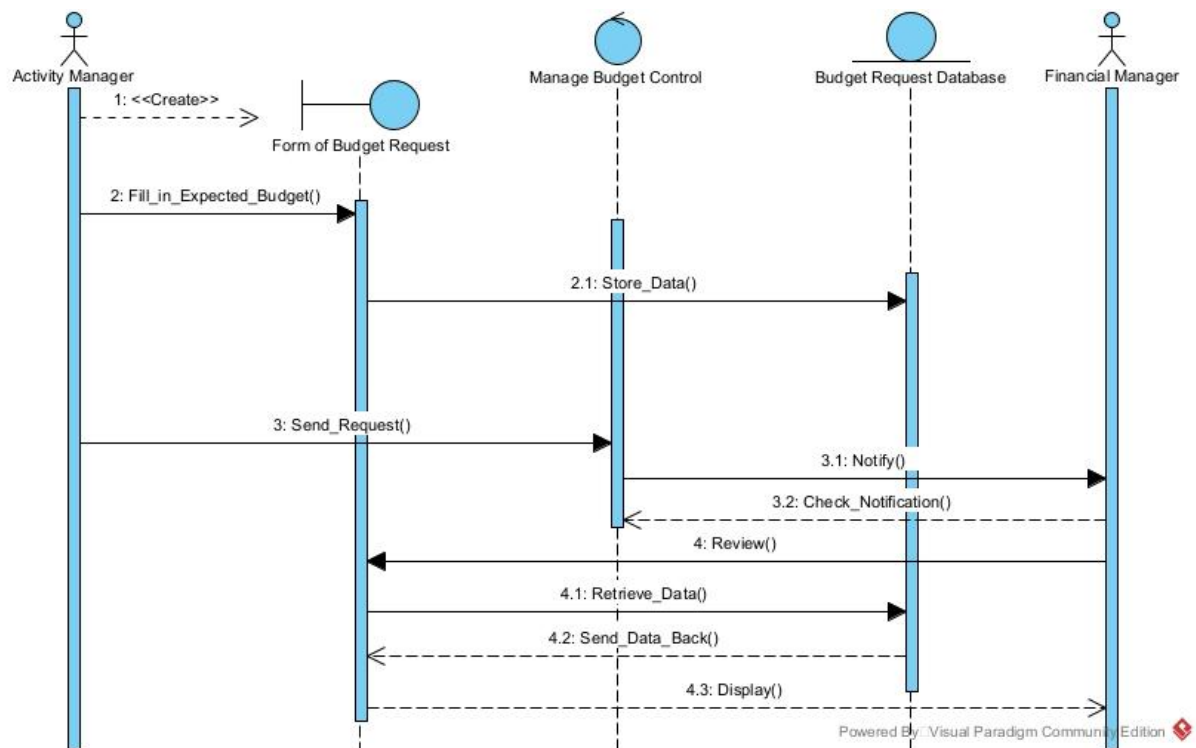 Activity Manager
Manage Budget Control
Budget Request Database
Financial Manager
1: <<Create>>
Form of Budget Request
2: Fill_in_Expected_Budget()
2.1: Store_Data()
3: Send_Request()
3.1: Notify()
3.2: Check_Notification()
4: Review()
4.1: Retrieve_Data()
4.2: Send_Data_Back()
4.3: Display()
Powered By Visual Paradigm Community Edition